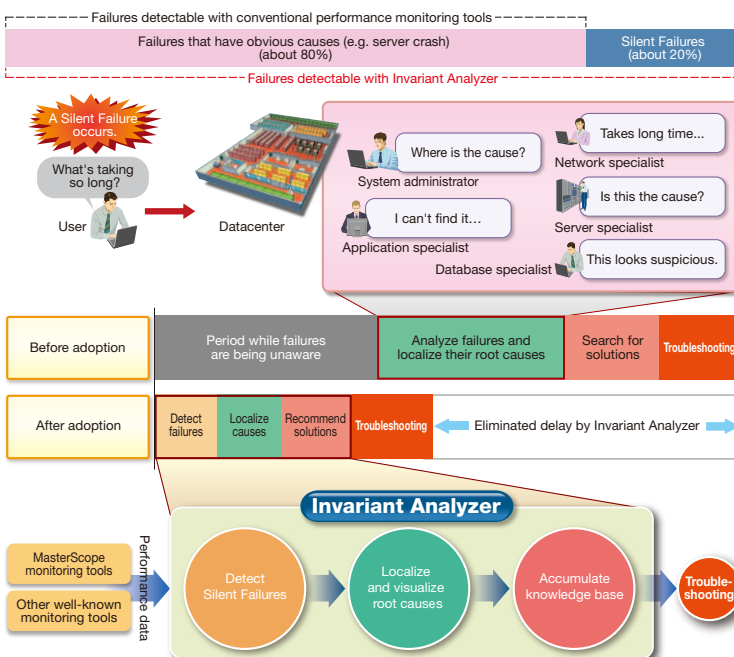 Failures detectable with conventional performance monitoring tools
Failures that have obvious causes (e.g. server crash)
(about 80%)
Silent Failures
(about 20%)
Failures detectable with Invariant Analyzer
A Silent Failure
occurs.
What's taking
so long?
User
Datacenter
Where is the cause?
System administrator
I can't find it...
Application specialist
Takes long time...
Network specialist
Is this the cause?
Server specialist
This looks suspicious.
Database specialist
Before adoption
Period while failures
are being unaware
Analyze failures and
localize their root causes
Search for
solutions
Troubleshooting
After adoption
Detect
failures
Localize
causes
Recommend
solutions
Troubleshooting
Eliminated delay by Invariant Analyzer
Invariant Analyzer
MasterScope
monitoring tools
Other well-known
monitoring tools
Performance data
Detect
Silent Failures
Localize
and visualize
root causes
Accumulate
knowledge base
Trouble-
shooting